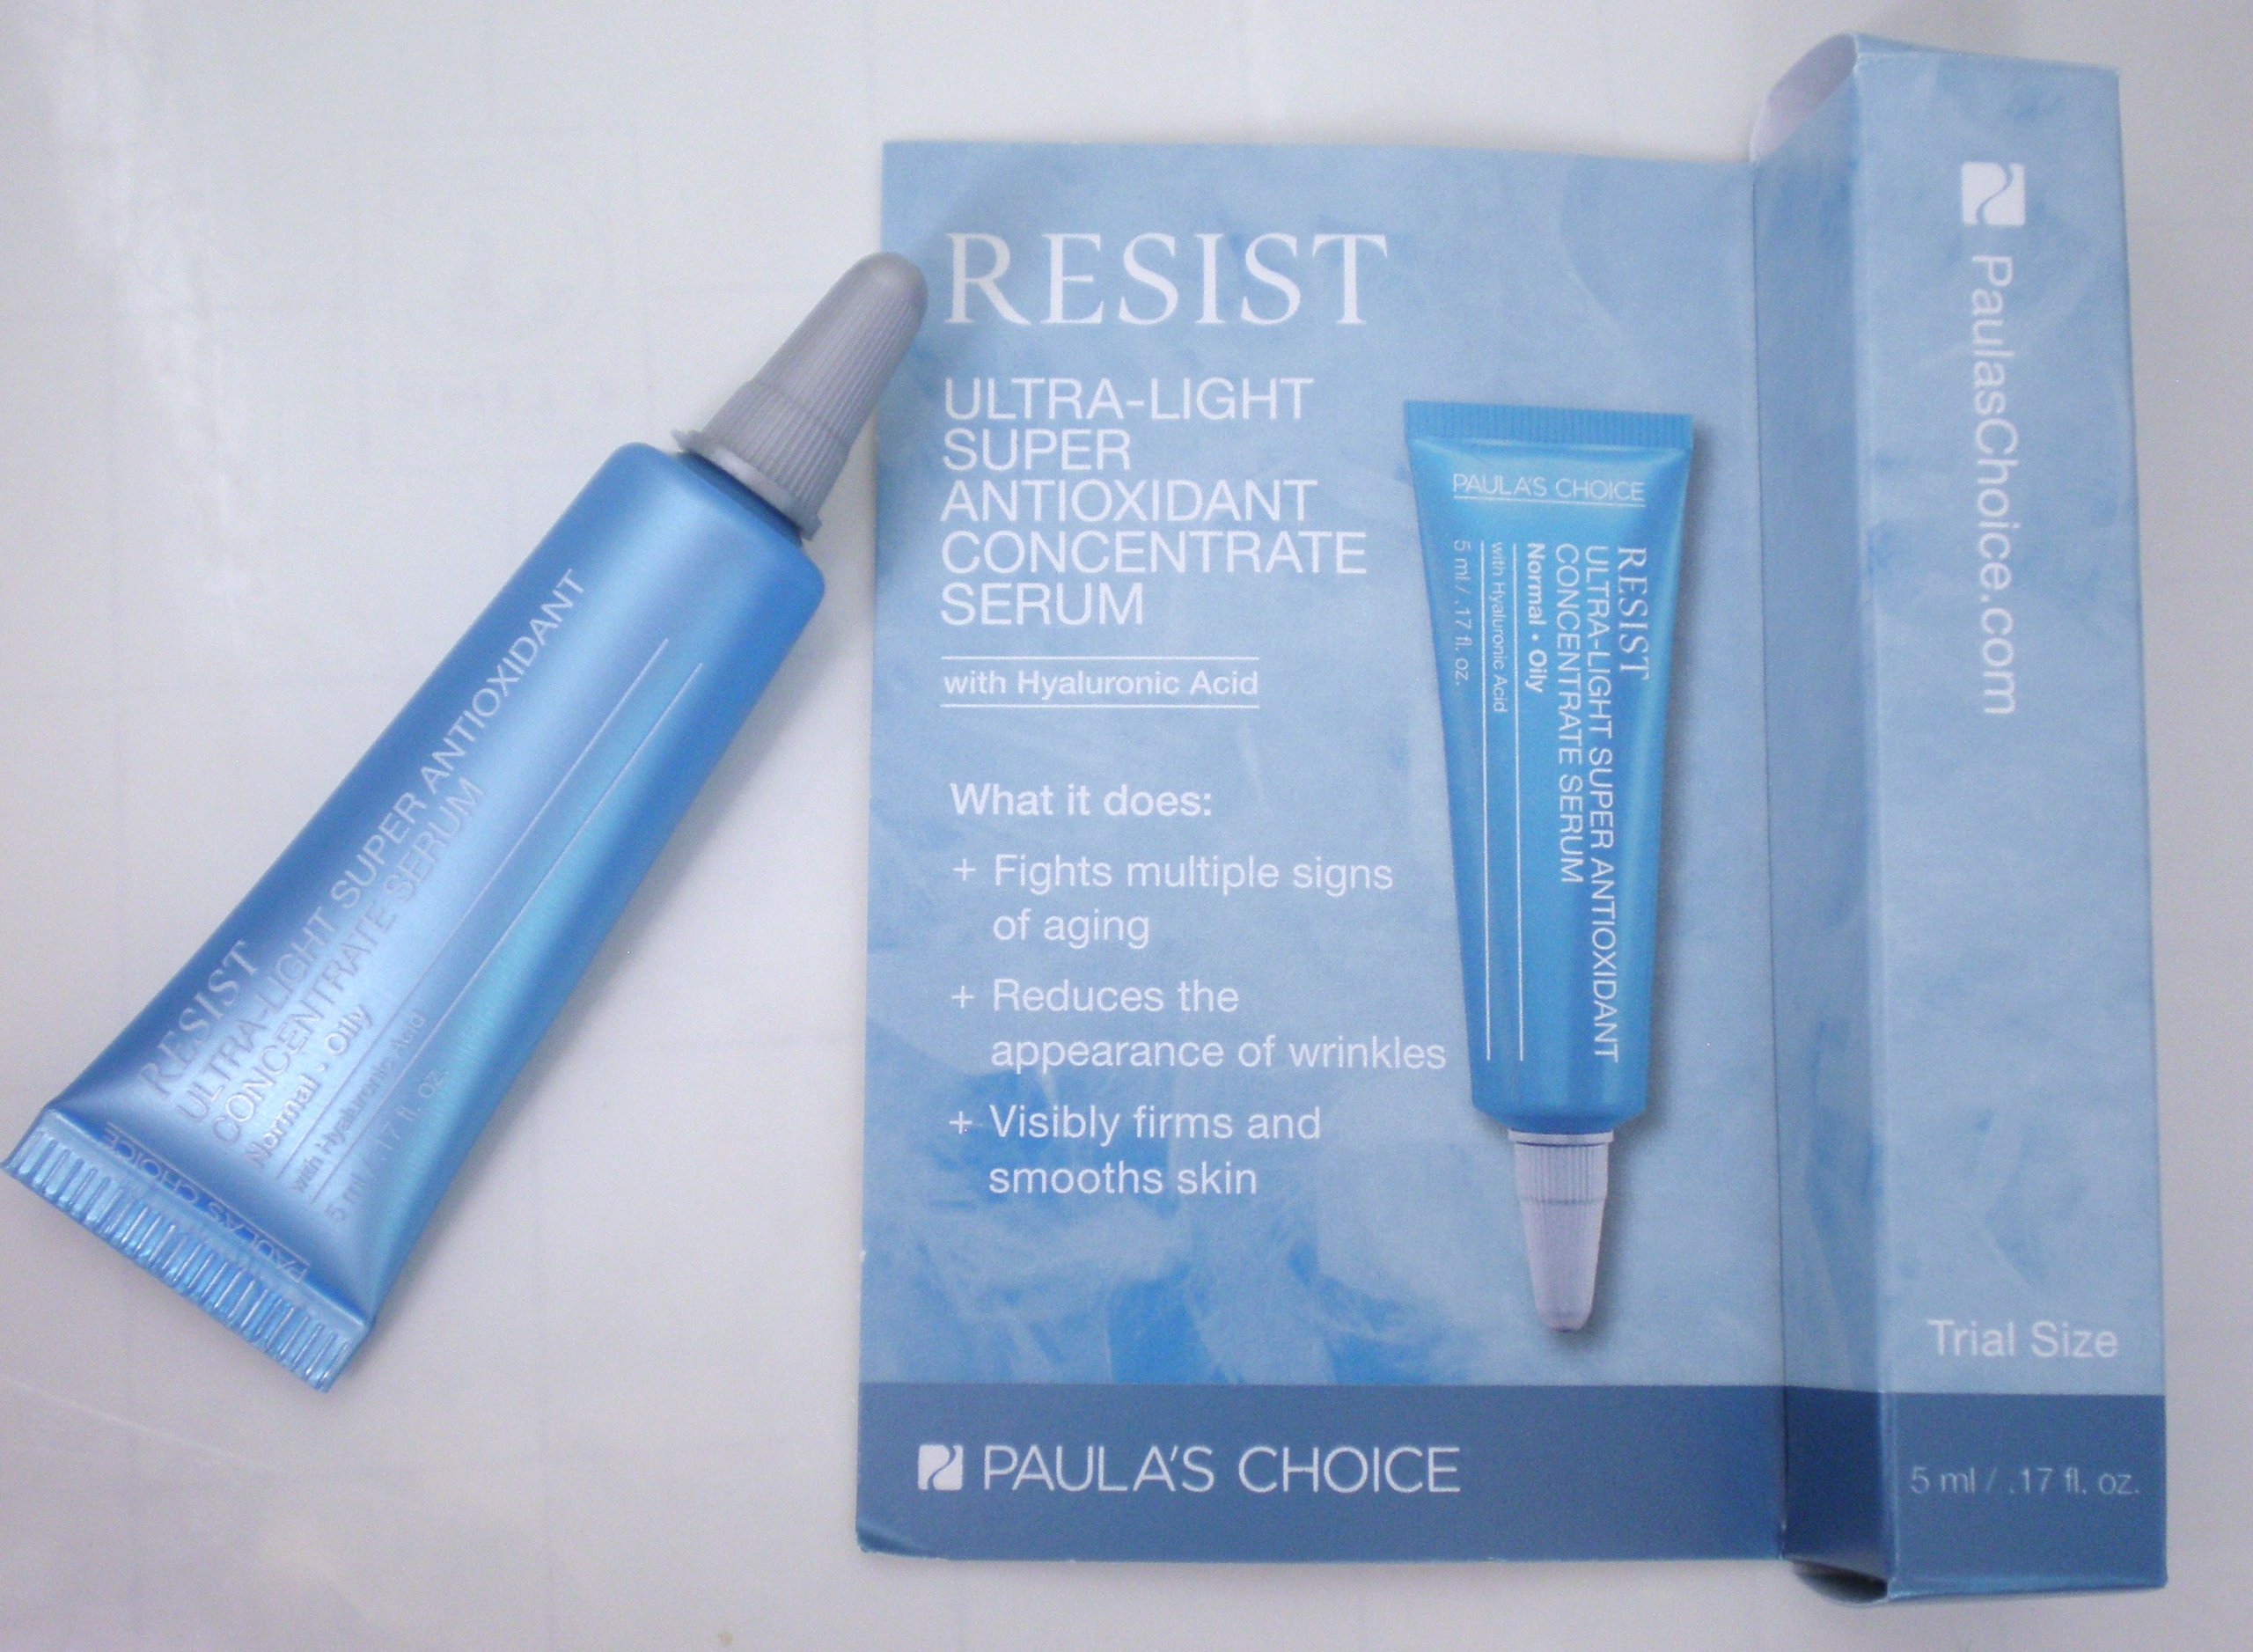 RESIST
ULTRA-LIGHT SUPER ANTIOXIDANT
CONCENTRATE SERUM
Normal • Oily
with Hyaluronic Acid
5 ml / .17 fl. oz.
PAULA'S CHOICE
RESIST
ULTRA-LIGHT
SUPER
ANTIOXIDANT
CONCENTRATE
SERUM
with Hyaluronic Acid
What it does:
+ Fights multiple signs
of aging
+ Reduces the
appearance of wrinkles
+ Visibly firms and
smooths skin
PAULA'S CHOICE
RESIST
ULTRA-LIGHT SUPER ANTIOXIDANT
CONCENTRATE SERUM
Normal • Oily
with Hyaluronic Acid
5 ml / .17 fl. oz.
PAULA'S CHOICE
PaulasChoice.com
Trial Size
5 ml / .17 fl. oz.